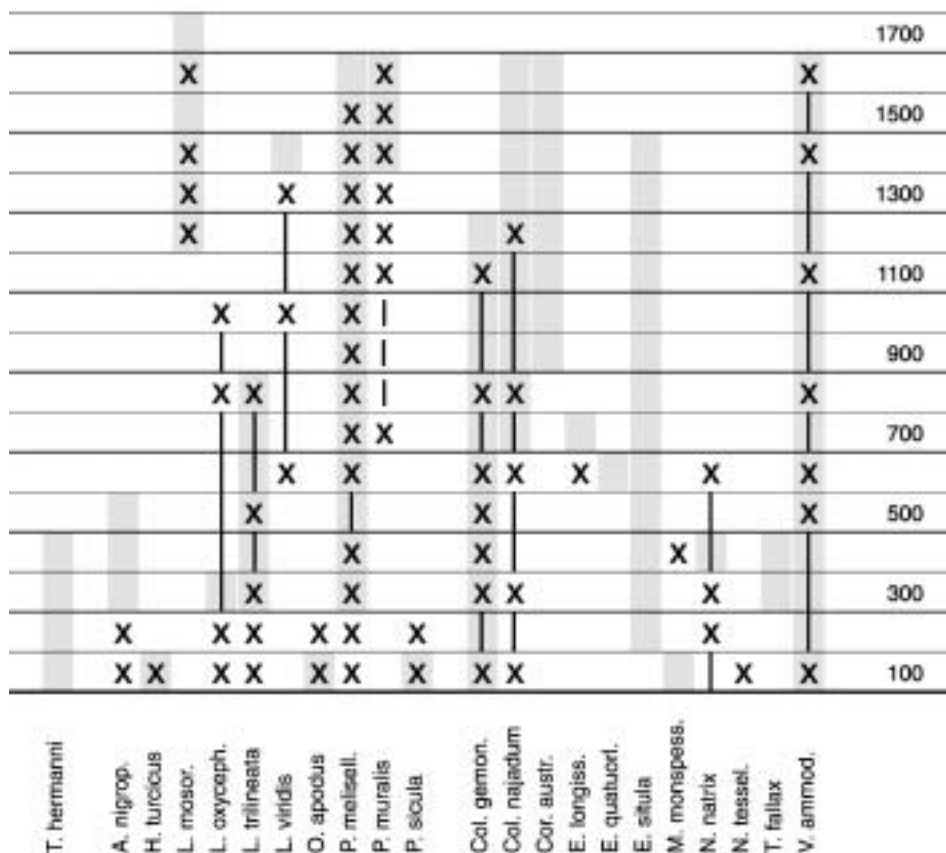 1700
1500
1300
1100
900
700
500
300
100
T. hermanni
A. nigrop.
H. turcicus
L. mosor.
L. oxyceph.
L. trilineata
L. viridis
O. apodus
P. melisell.
P. muralis
P. sicula
Col. gemon.
Col. najadum
Cor. austr.
E. longiss.
E. quatuorl.
E. situla
M. monspess.
N. natrix
N. tessel.
T. fallax
V. ammod.